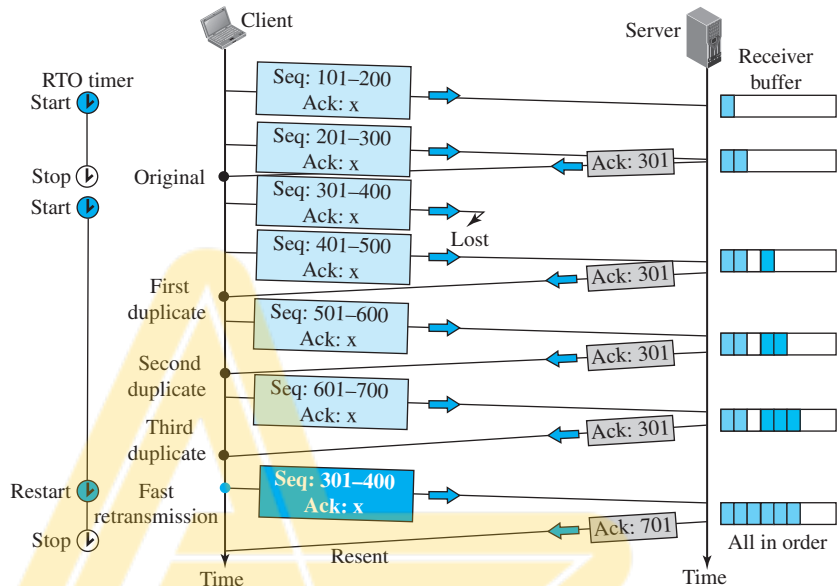 Client
Server
RTO timer
Receiver
buffer
Start
Seq: 101–200
Ack: x
Seq: 201–300
Ack: x
Ack: 301
Stop
Original
Start
Seq: 301–400
Ack: x
Lost
Seq: 401–500
Ack: x
Ack: 301
First
duplicate
Seq: 501–600
Ack: x
Ack: 301
Second
duplicate
Seq: 601–700
Ack: x
Ack: 301
Third
duplicate
Restart
Fast
retransmission
Seq: 301–400
Ack: x
Ack: 701
Stop
Resent
All in order
Time
Time